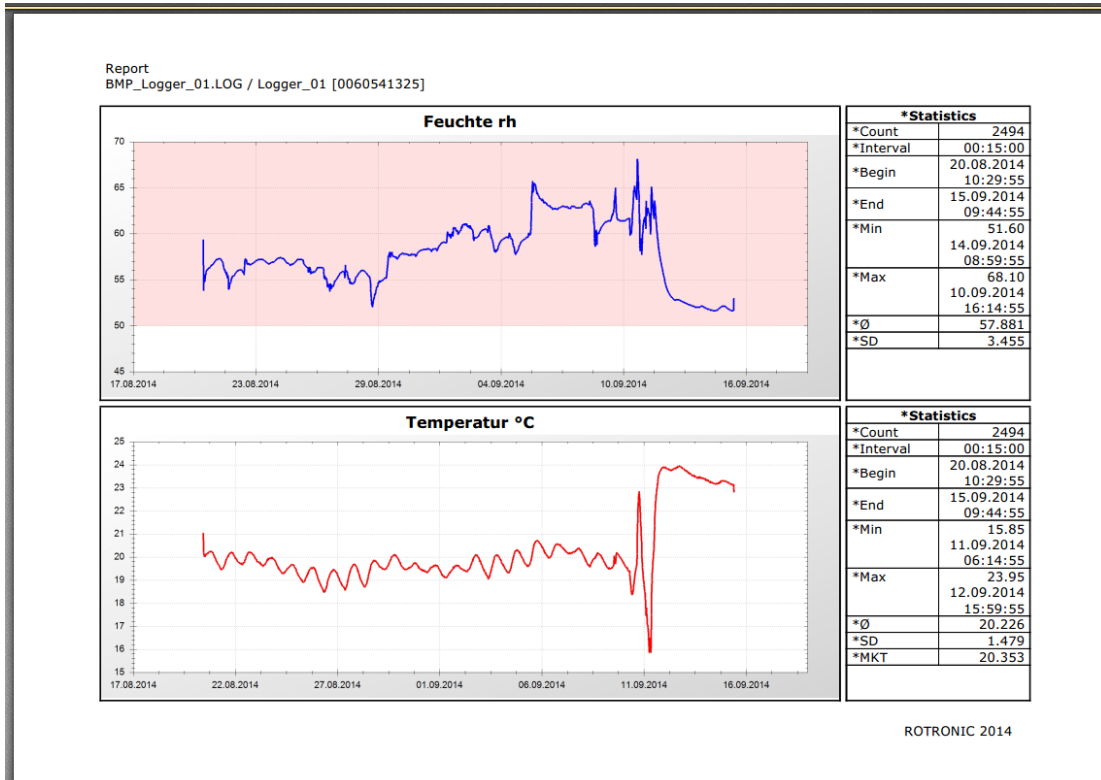 Report
BMP_Logger_01.LOG / Logger_01 [0060541325]
Feuchte rh
70
65
60
55
50
45
17.08.2014 23.08.2014 29.08.2014 04.09.2014 10.09.2014 16.09.2014
*Statistics
*Count 2494
*Interval 00:15:00
*Begin 20.08.2014
10:29:55
*End 15.09.2014
09:44:55
*Min 51.60
14.09.2014
08:59:55
*Max 68.10
10.09.2014
16:14:55
*Ø 57.881
*SD 3.455
Temperatur °C
25
24
23
22
21
20
19
18
17
16
15
17.08.2014 22.08.2014 27.08.2014 01.09.2014 06.09.2014 11.09.2014 16.09.2014
*Statistics
*Count 2494
*Interval 00:15:00
*Begin 20.08.2014
10:29:55
*End 15.09.2014
09:44:55
*Min 15.85
11.09.2014
06:14:55
*Max 23.95
12.09.2014
15:59:55
*Ø 20.226
*SD 1.479
*MKT 20.353
ROTRONIC 2014